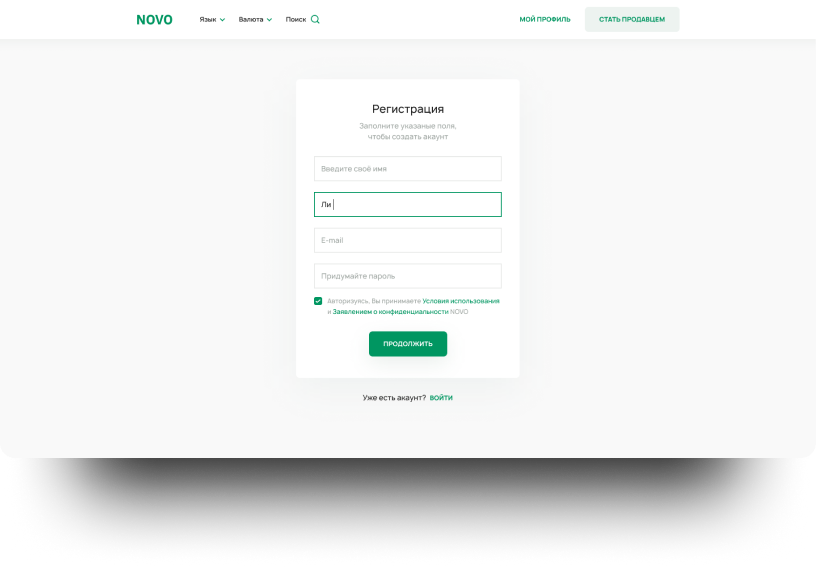 NOVO Язык Валюта Поиск МОЙ ПРОФИЛЬ СТАТЬ ПРОДАВЦЕМ
Регистрация
Заполните указаные поля,
чтобы создать акаунт
Введите своё имя
Ли
E-mail
Придумайте пароль
Авторизуясь, Вы принимаете Условия использования
и Заявлением о конфиденциальности NOVO
ПРОДОЛЖИТЬ
Уже есть акаунт? ВОЙТИ